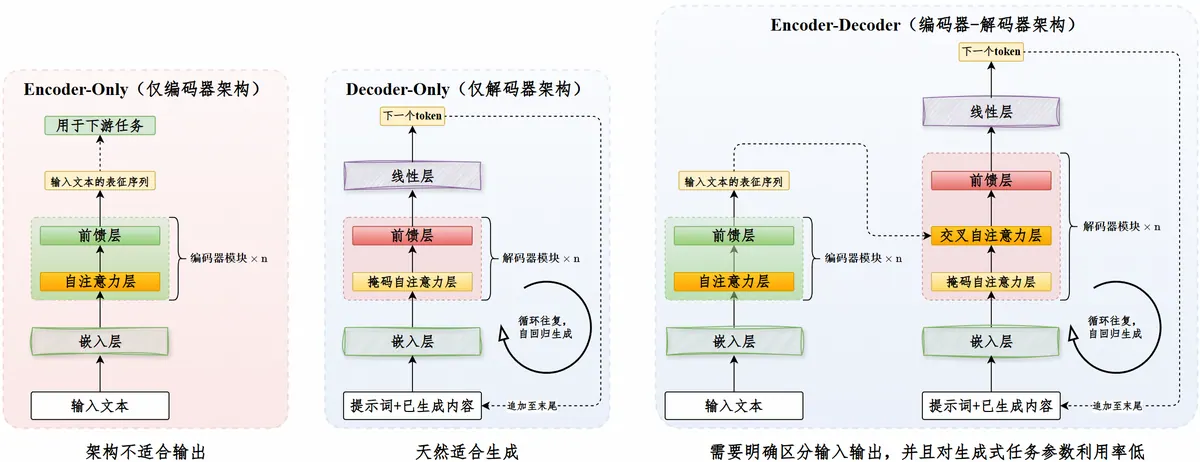 Encoder-Only（仅编码器架构）
用于下游任务
输入文本的表征序列
前馈层
自注意力层
编码器模块 × n
嵌入层
输入文本
架构不适合输出
Decoder-Only（仅解码器架构）
下一个token
线性层
前馈层
掩码自注意力层
解码器模块 × n
循环往复，
自回归生成
嵌入层
提示词+已生成内容
追加至末尾
天然适合生成
Encoder-Decoder（编码器-解码器架构）
输入文本的表征序列
前馈层
自注意力层
编码器模块 × n
嵌入层
输入文本
下一个token
线性层
前馈层
交叉自注意力层
掩码自注意力层
解码器模块 × n
循环往复，
自回归生成
嵌入层
提示词+已生成内容
追加至末尾
需要明确区分输入输出，并且对生成式任务参数利用率低